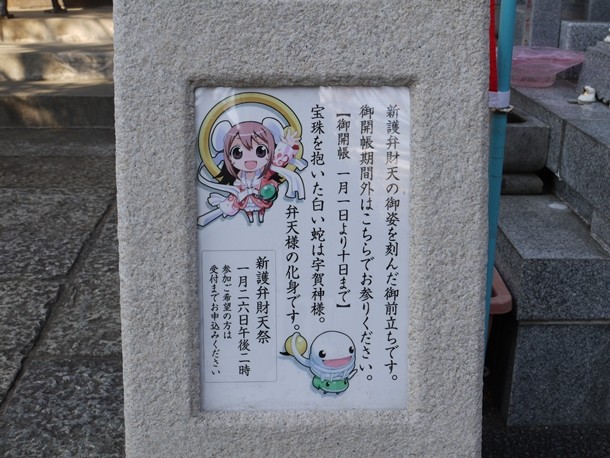 新護弁財天の御姿を刻んだ御前立ちです。
御開帳期間外はこちらでお参りください。
【御開帳　一月一日より十日まで】
宝珠を抱いた白い蛇は宇賀神様。
弁天様の化身です。
新護弁財天祭
一月二六日午後二時
参加ご希望の方は
受付までお申込みください